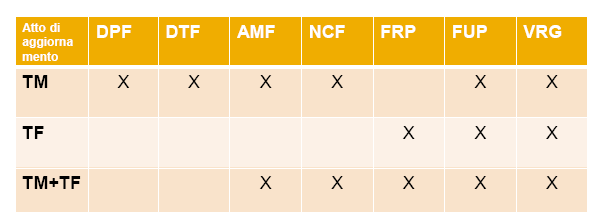 Atto di aggiorna mento DPF DTF AMF NCF FRP FUP VRG
TM X X X X X X
TF X X X
TM+TF X X X X X